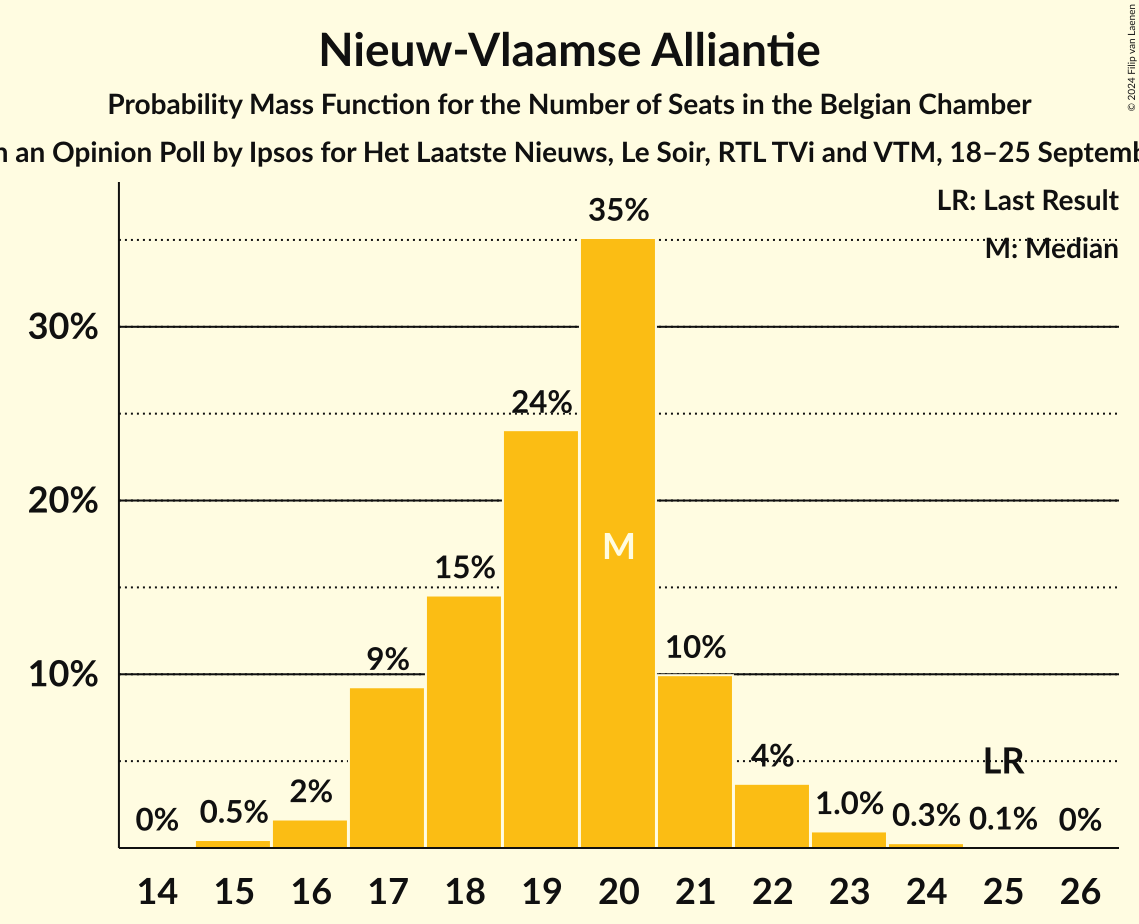 Nieuw-Vlaamse Alliantie
Probability Mass Function for the Number of Seats in the Belgian Chamber
an Opinion Poll by Ipsos for Het Laatste Nieuws, Le Soir, RTL TVi and VTM, 18–25
© 2024 Filip van Laenen
LR: Last Result
M: Median
35%
30%
24%
20%
M
15%
10%
9%
10%
LR
4%
2%
0%
0.5%
1.0%
0.3%
0.1%
0%
14 15 16 17 18 19 20 21 22 23 24 25 26